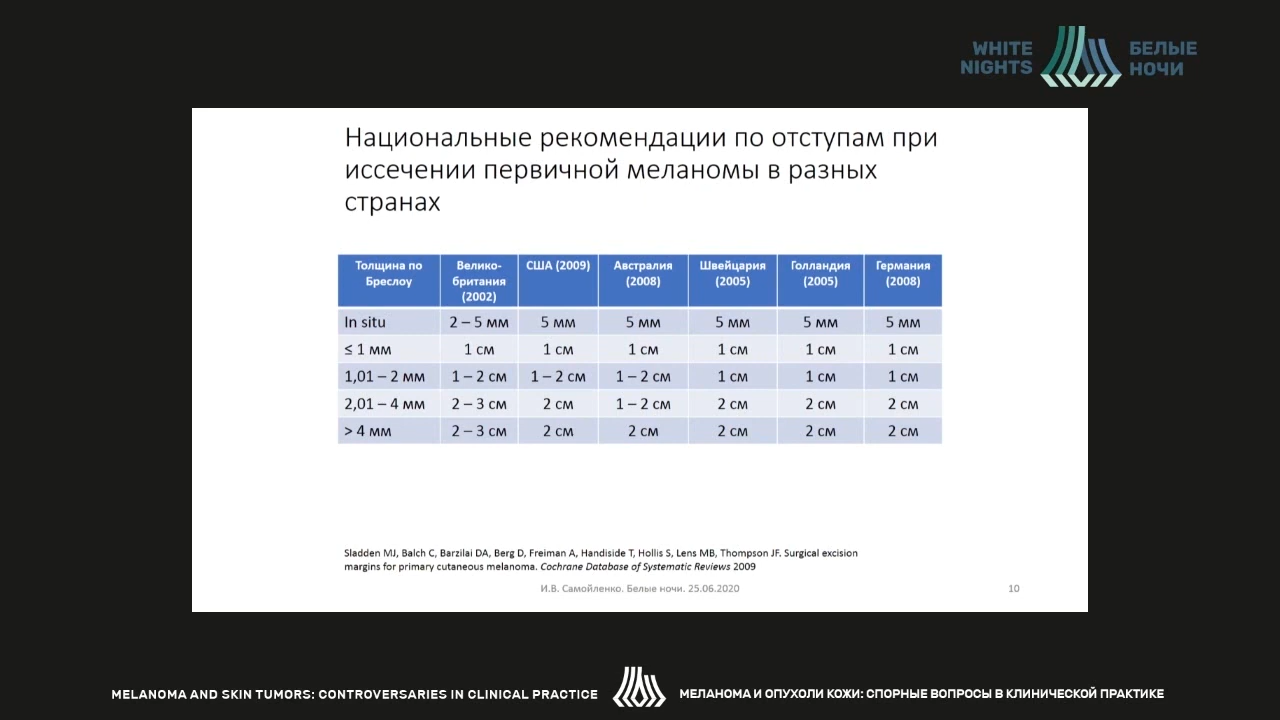 WHITE
NIGHTS
БЕЛЫЕ
НОЧИ
Национальные рекомендации по отступам при
иссечении первичной меланомы в разных
странах
Толщина по Бреслоу | Велико-британия (2002) | США (2009) | Австралия (2008) | Швейцария (2005) | Голландия (2005) | Германия (2008)
In situ | 2 – 5 мм | 5 мм | 5 мм | 5 мм | 5 мм | 5 мм
≤ 1 мм | 1 см | 1 см | 1 см | 1 см | 1 см | 1 см
1,01 – 2 мм | 1 – 2 см | 1 – 2 см | 1 – 2 см | 1 см | 1 см | 1 см
2,01 – 4 мм | 2 – 3 см | 2 см | 1 – 2 см | 2 см | 2 см | 2 см
> 4 мм | 2 – 3 см | 2 см | 2 см | 2 см | 2 см | 2 см
Sladden MJ, Balch C, Barzilai DA, Berg D, Freiman A, Handiside T, Hollis S, Lens MB, Thompson JF. Surgical excision
margins for primary cutaneous melanoma. Cochrane Database of Systematic Reviews 2009
И.В. Самойленко. Белые ночи. 25.06.2020
10
MELANOMA AND SKIN TUMORS: CONTROVERSARIES IN CLINICAL PRACTICE
МЕЛАНОМА И ОПУХОЛИ КОЖИ: СПОРНЫЕ ВОПРОСЫ В КЛИНИЧЕСКОЙ ПРАКТИКЕ